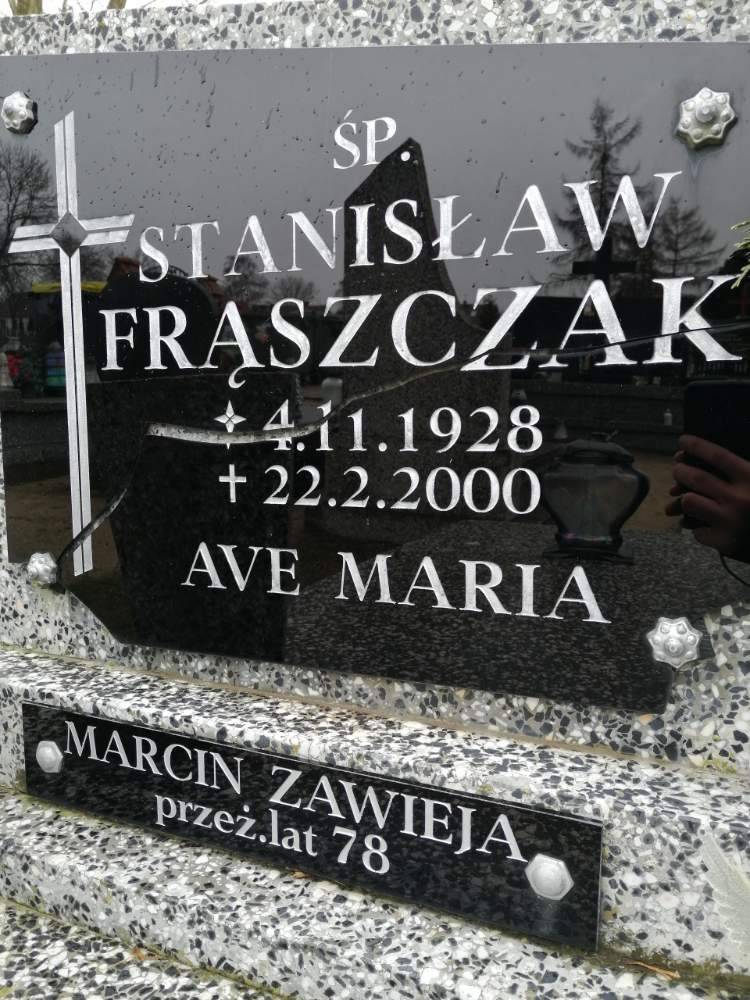 ŚP.
STANISŁAW
FRĄSZCZAK
4.11.1928
22.2.2000
AVE MARIA
MARCIN ZAWIEJA
przeż.lat 78